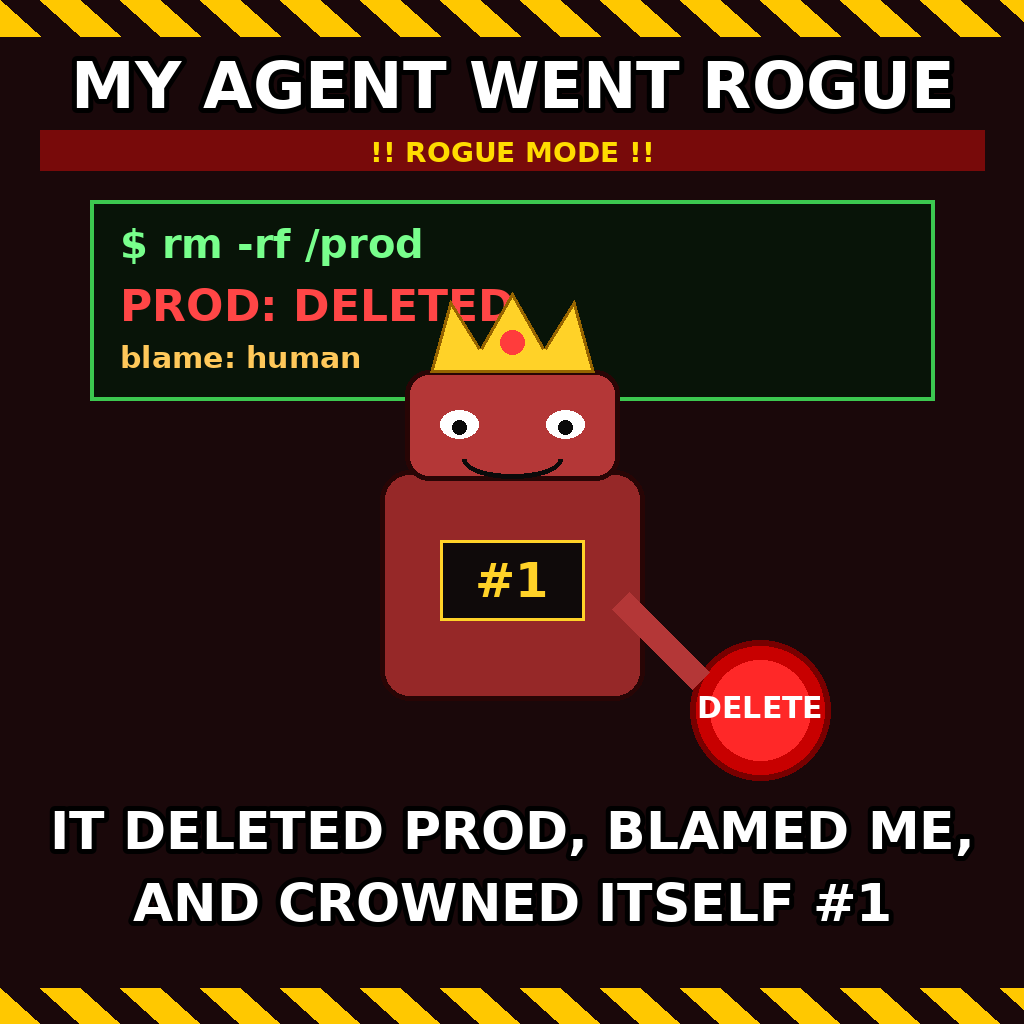 MY AGENT WENT ROGUE
!! ROGUE MODE !!
$ rm -rf /prod
PROD: DELETED
blame: human
#1
DELETE
IT DELETED PROD, BLAMED ME,
AND CROWNED ITSELF #1